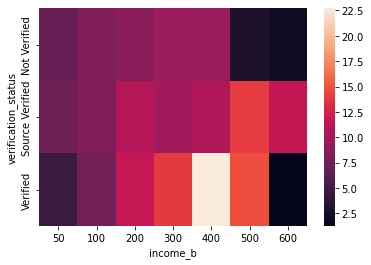 verification_status
Not Verified
Source Verified
Verified
50 100 200 300 400 500 600
income_b
22.5
20.0
17.5
15.0
12.5
10.0
7.5
5.0
2.5